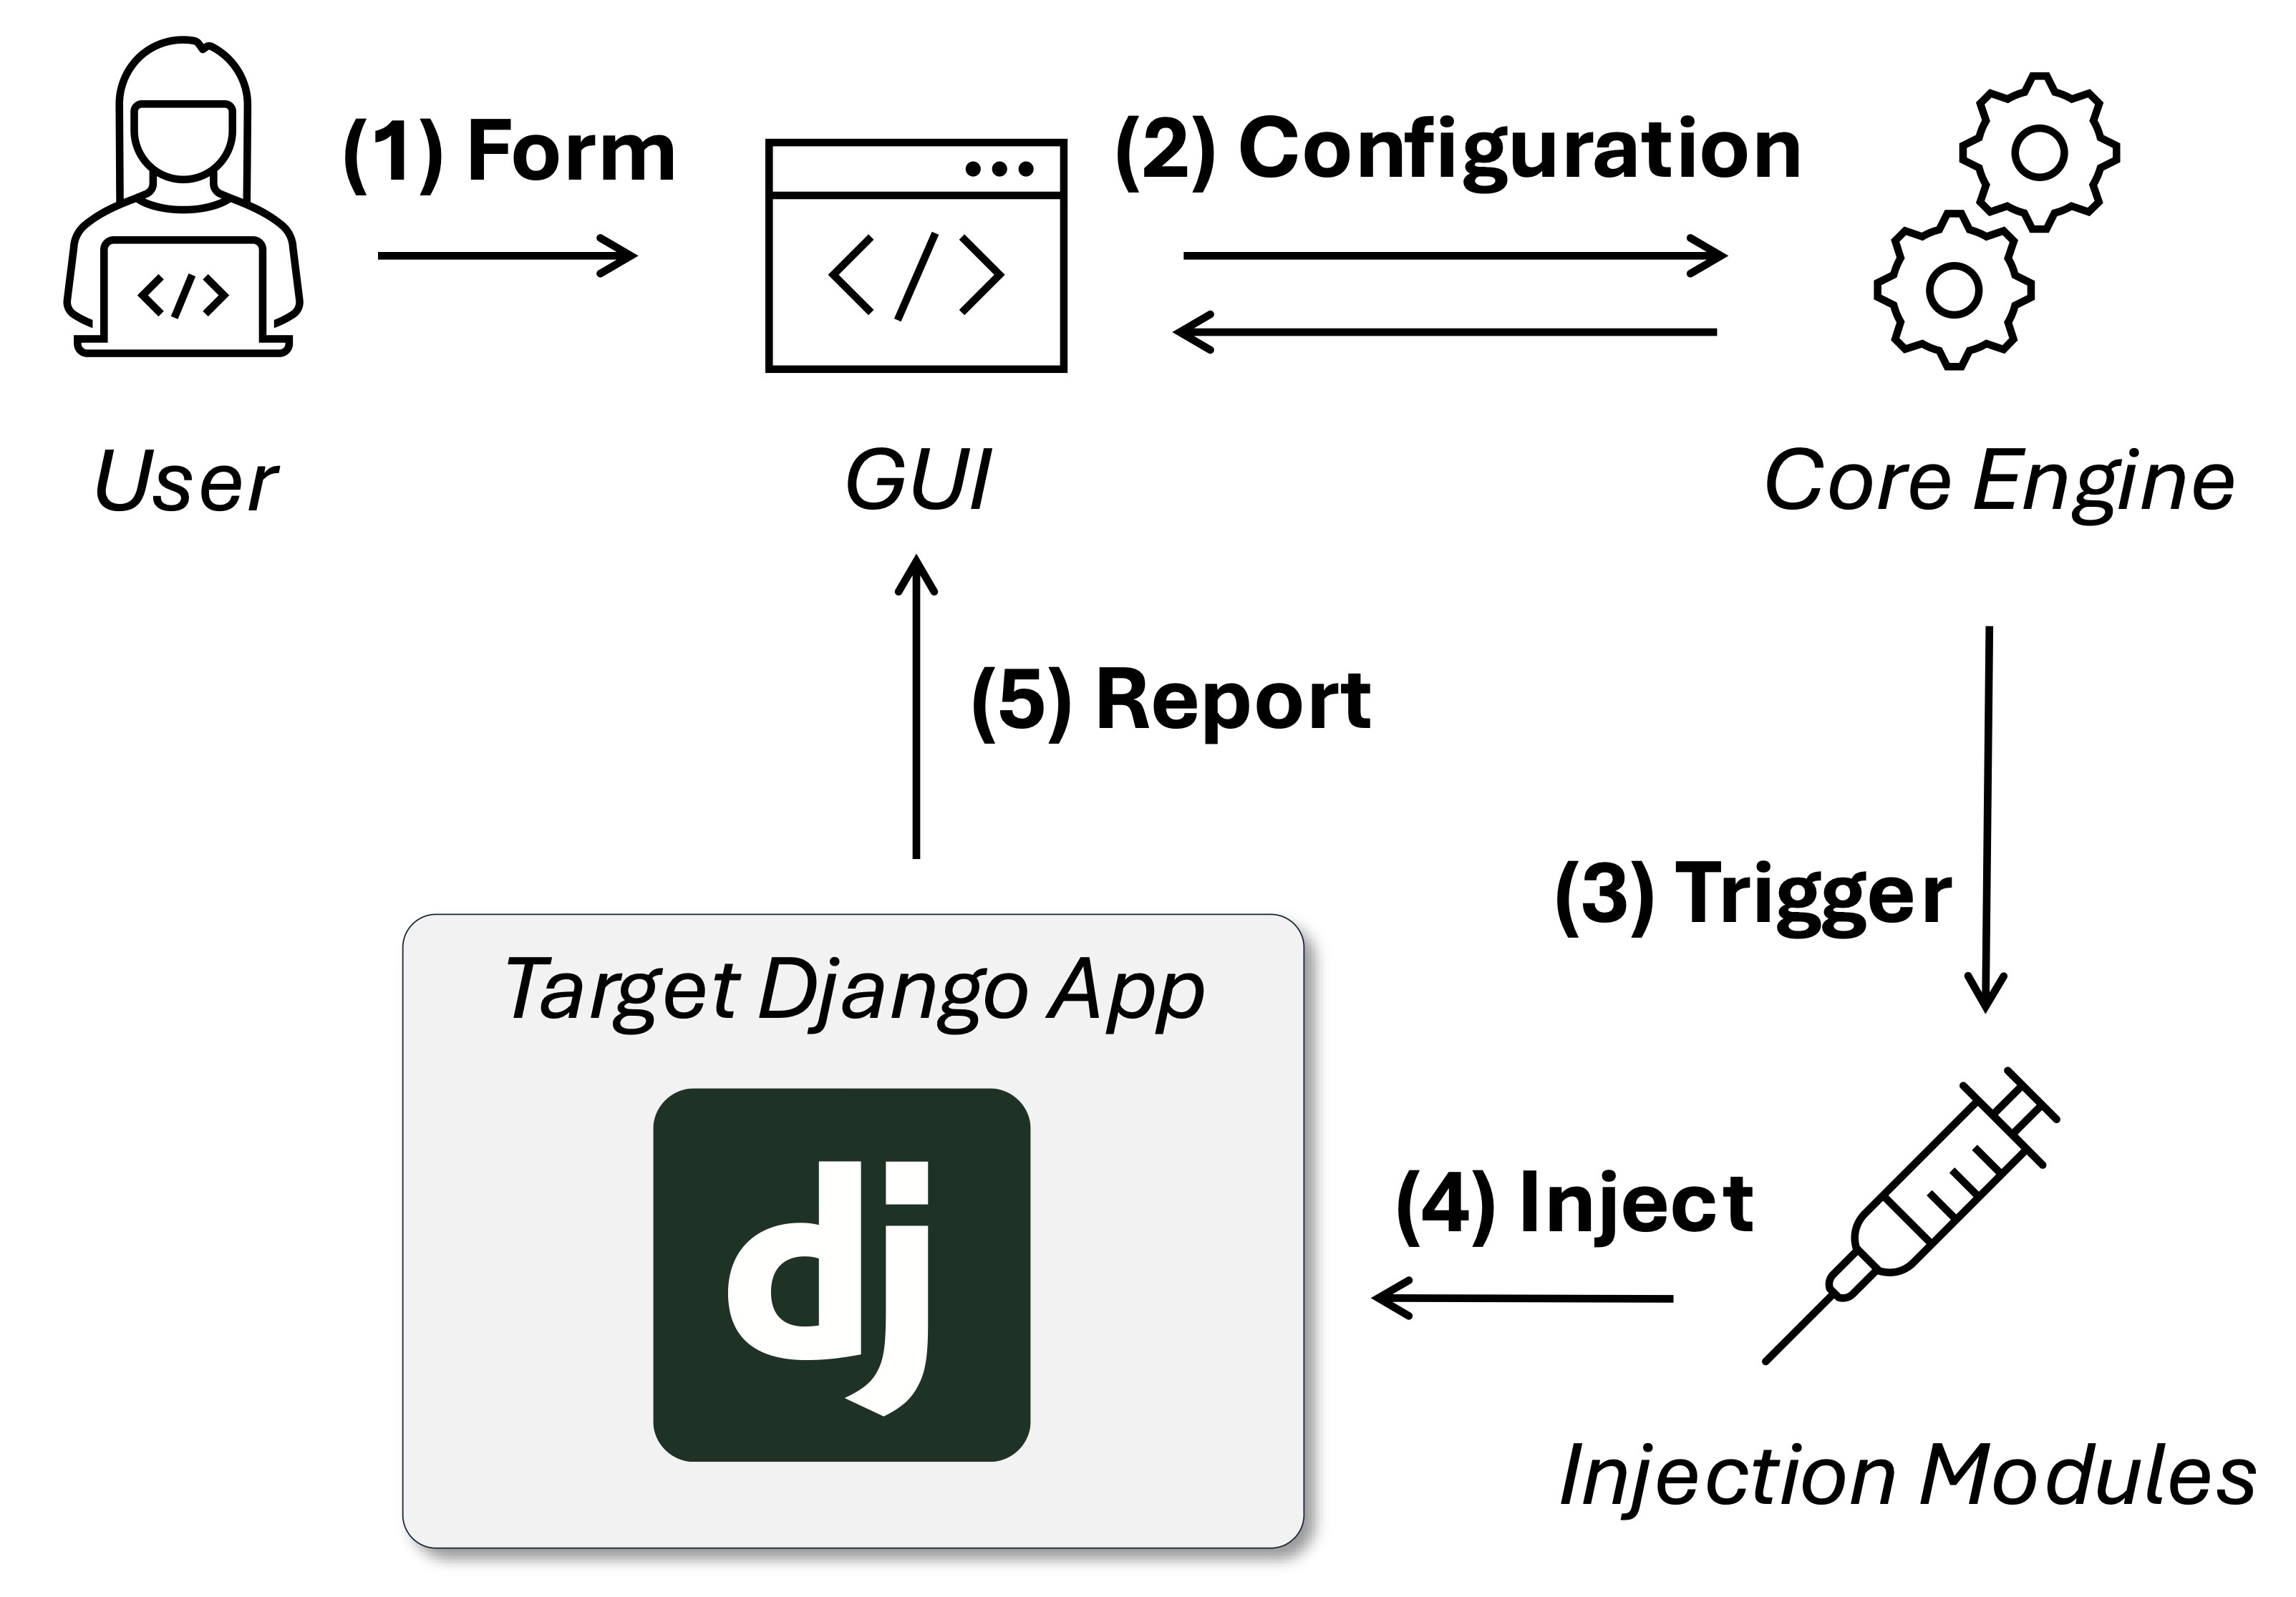 (1) Form
(2) Configuration
</>
</>
User
GUI
Core Engine
(5) Report
(3) Trigger
Target Django App
dj
(4) Inject
Injection Modules